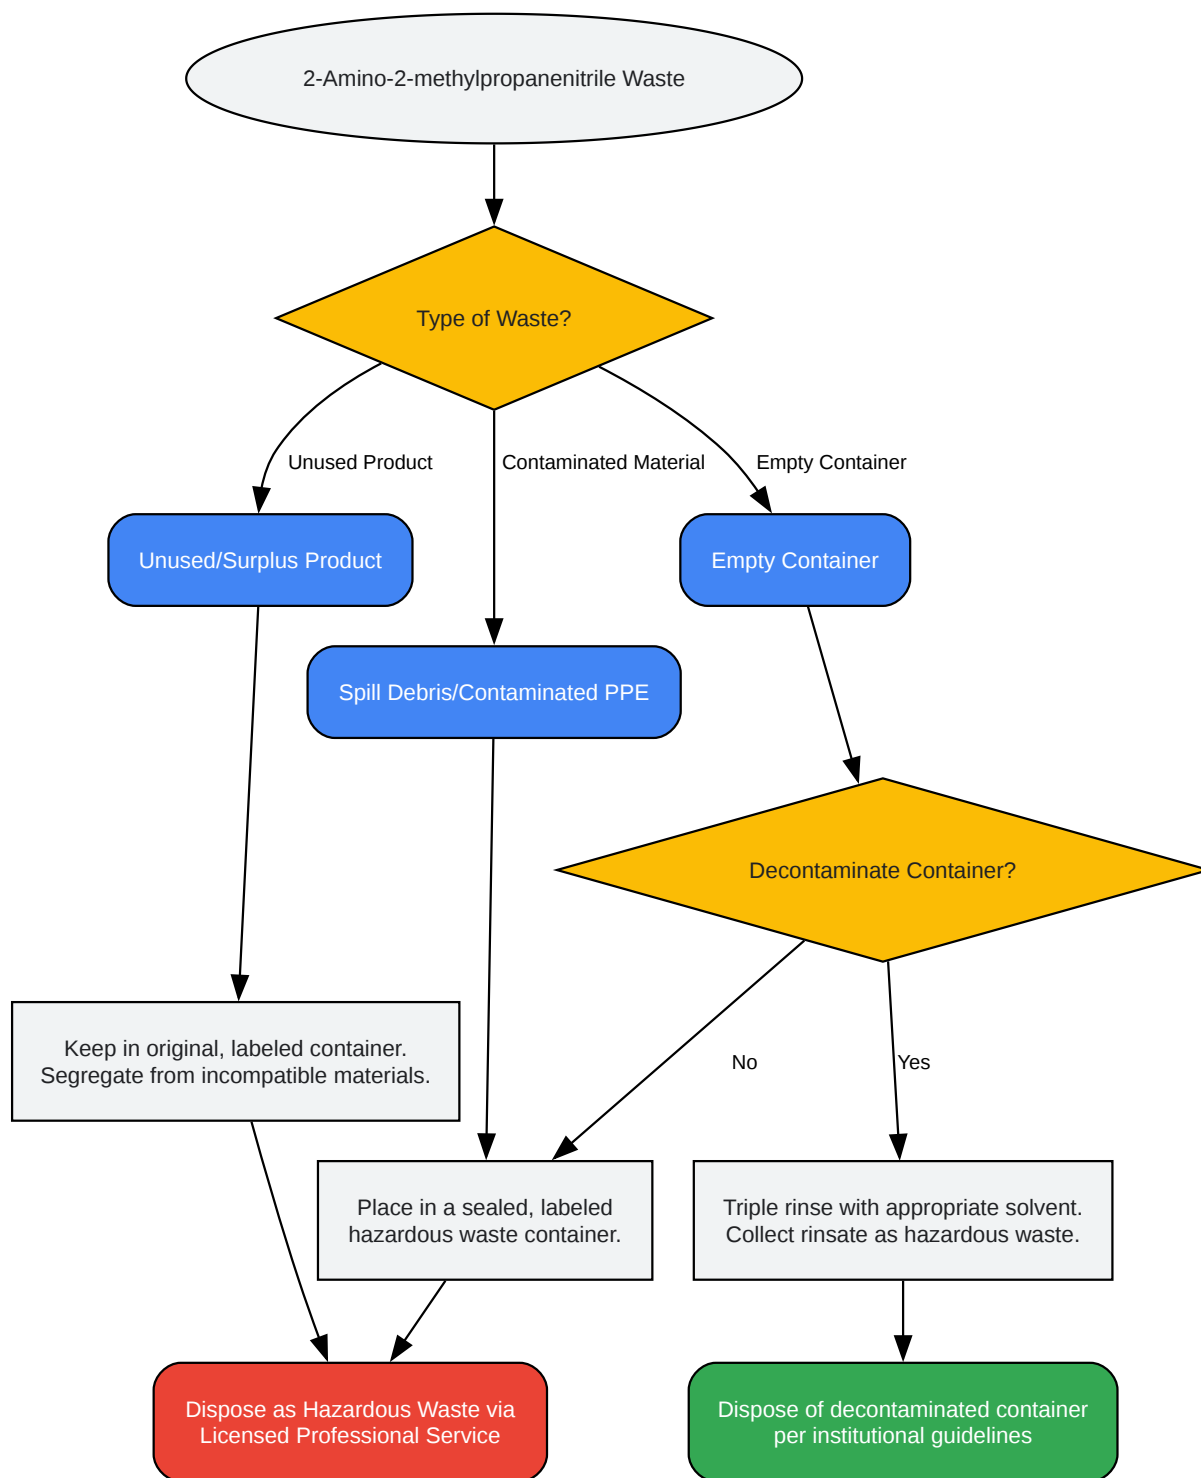 2-Amino-2-methylpropanenitrile Waste
Type of Waste?
Unused Product
Contaminated Material
Empty Container
Unused/Surplus Product
Empty Container
Spill Debris/Contaminated PPE
Decontaminate Container?
Keep in original, labeled container.
Segregate from incompatible materials.
No
Yes
Place in a sealed, labeled
hazardous waste container.
Triple rinse with appropriate solvent.
Collect rinsate as hazardous waste.
Dispose as Hazardous Waste via
Licensed Professional Service
Dispose of decontaminated container
per institutional guidelines